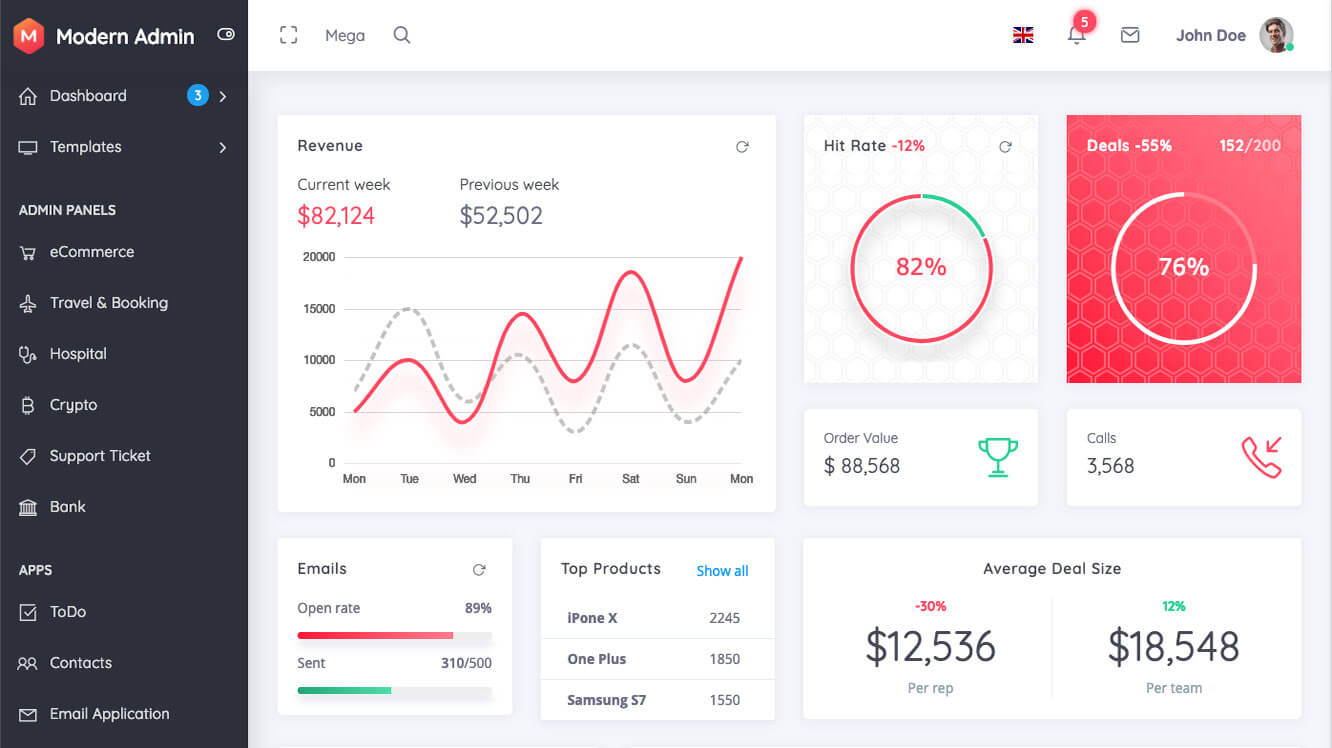 Modern Admin
Mega
5
John Doe
Dashboard 3
Templates
ADMIN PANELS
eCommerce
Travel & Booking
Hospital
Crypto
Support Ticket
Bank
APPS
ToDo
Contacts
Email Application
Revenue
Current week Previous week
$82,124 $52,502
20000
15000
10000
5000
0
Mon Tue Wed Thu Fri Sat Sun Mon
Hit Rate -12%
82%
Deals -55% 152/200
76%
Order Value
$ 88,568
Calls
3,568
Emails
Open rate 89%
Sent 310/500
Top Products Show all
iPone X 2245
One Plus 1850
Samsung S7 1550
Average Deal Size
-30% 12%
$12,536 $18,548
Per rep Per team